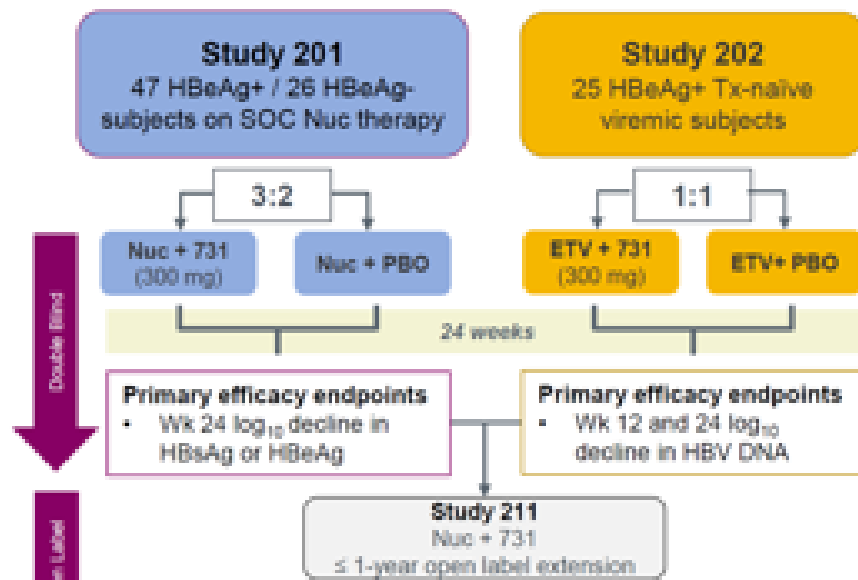 Study 201
47 HBeAg+ / 26 HBeAg-
subjects on SOC Nuc therapy
Study 202
25 HBeAg+ Tx-naïve
viremic subjects
3:2
1:1
Nuc + 731
(300 mg)
Nuc + PBO
ETV + 731
(300 mg)
ETV+ PBO
Double Blind
24 weeks
Primary efficacy endpoints
• Wk 24 log₁₀ decline in
HBsAg or HBeAg
Primary efficacy endpoints
• Wk 12 and 24 log₁₀
decline in HBV DNA
Study 211
Nuc + 731
≤ 1-year open label extension
Label